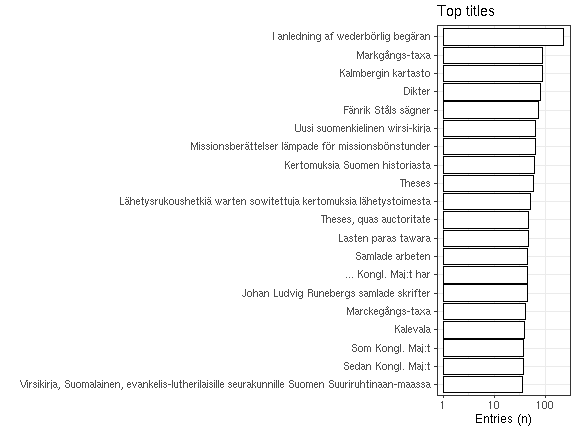 Top titles
I anledning af wederbörlig begäran
Markgångs-taxa
Kalmbergin kartasto
Dikter
Fänrik Ståls sägner
Uusi suomenkielinen wirsi-kirja
Missionsberättelser lämpade för missionsbönstunder
Kertomuksia Suomen historiasta
Theses
Lähetysrukoushetkiä warten sowitettuja kertomuksia lähetystoimesta
Theses, quas auctoritate
Lasten paras tawara
Samlade arbeten
... Kongl. Maj:t har
Johan Ludvig Runebergs samlade skrifter
Marckegångs-taxa
Kalevala
Som Kongl. Maj:t
Sedan Kongl. Maj:t
Virsikirja, Suomalainen, evankelis-lutherilaisille seurakunnille Suomen Suuriruhtinaan-maassa
1 10 100
Entries (n)